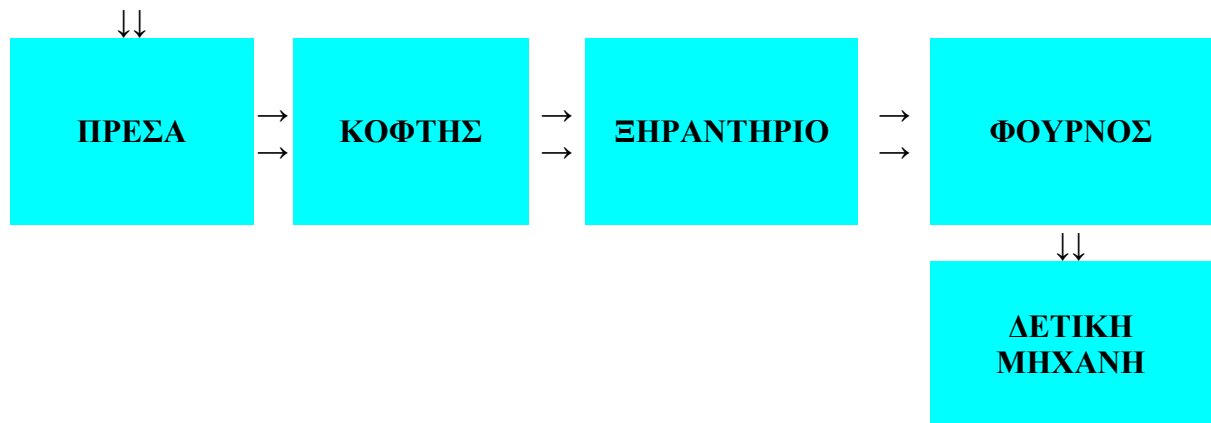 ↓↓
ΠΡΕΣΑ → → ΚΟΦΤΗΣ → → ΞΗΡΑΝΤΗΡΙΟ → → ΦΟΥΡΝΟΣ
↓↓
ΔΕΤΙΚΗ
ΜΗΧΑΝΗ